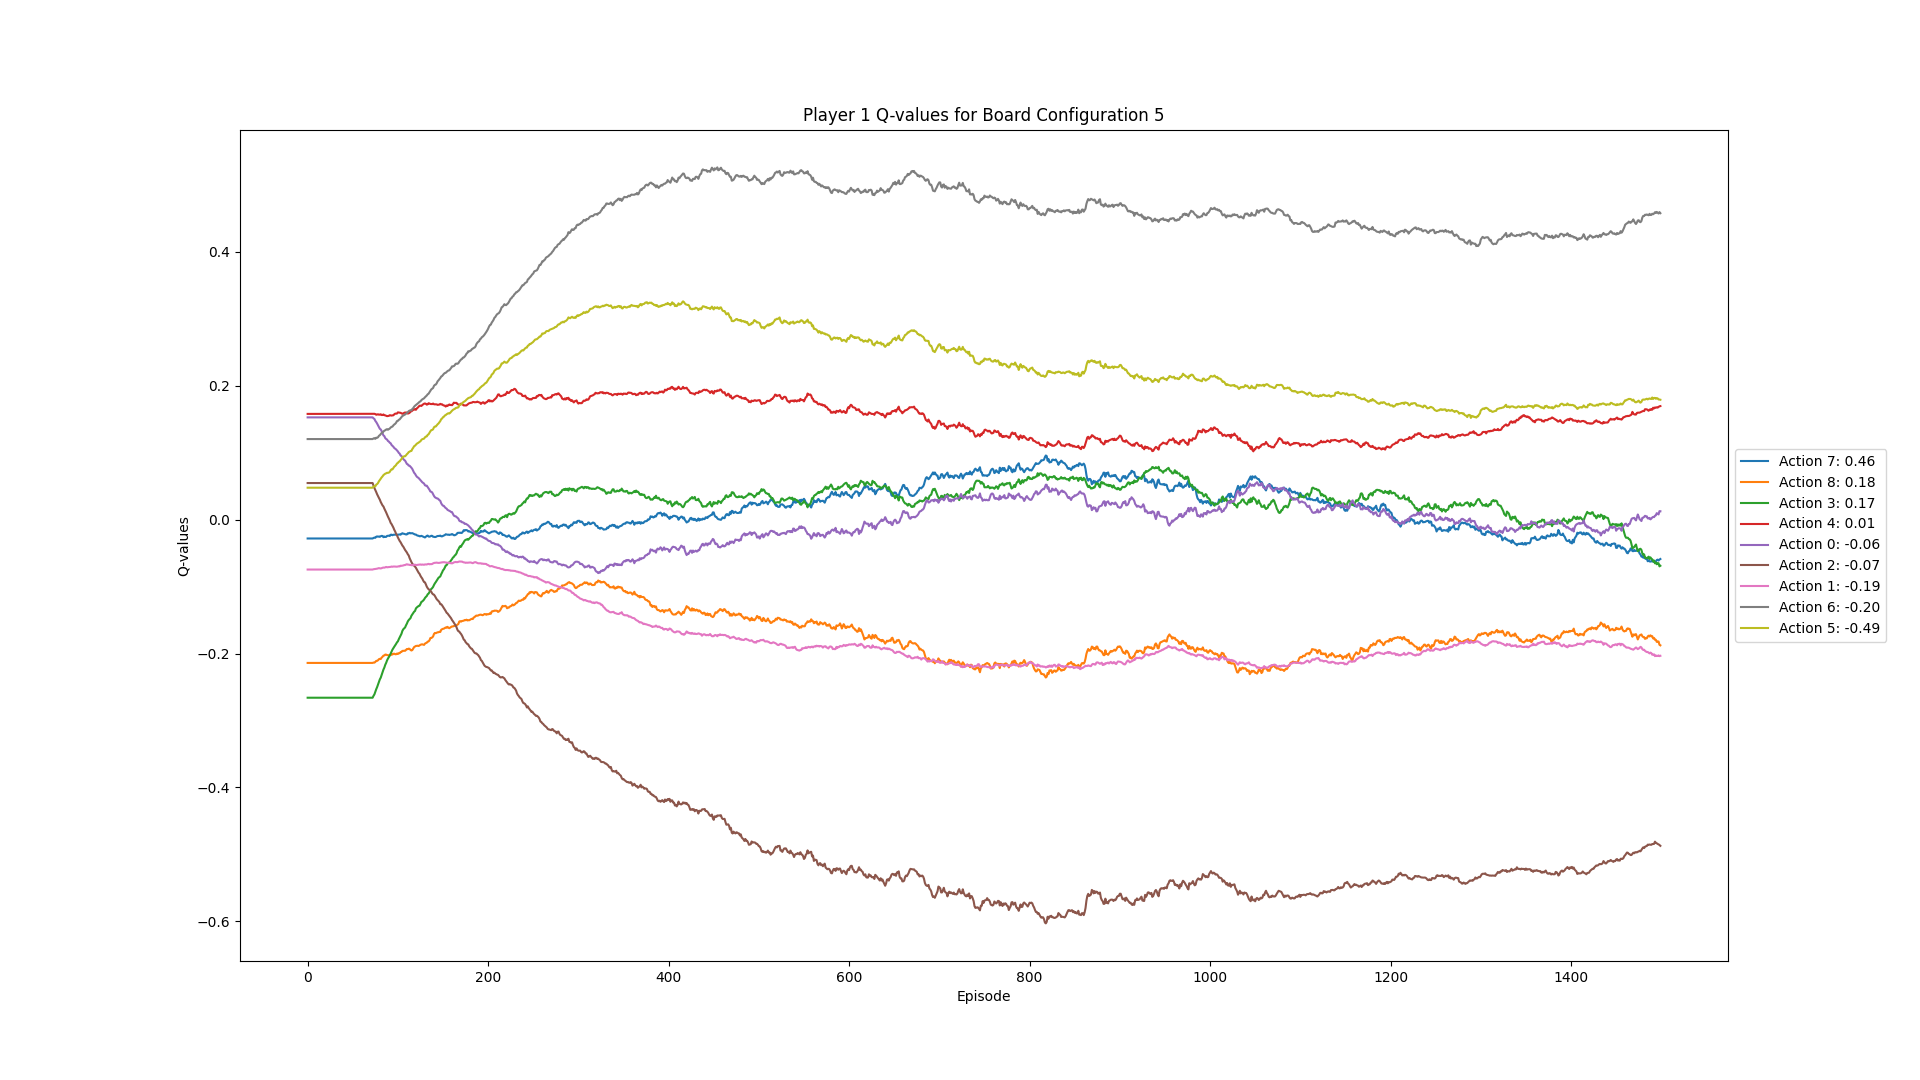 Player 1 Q-values for Board Configuration 5
Q-values
0.4
0.2
0.0
−0.2
−0.4
−0.6
0 200 400 600 800 1000 1200 1400
Episode
Action 7: 0.46
Action 8: 0.18
Action 3: 0.17
Action 4: 0.01
Action 0: -0.06
Action 2: -0.07
Action 1: -0.19
Action 6: -0.20
Action 5: -0.49